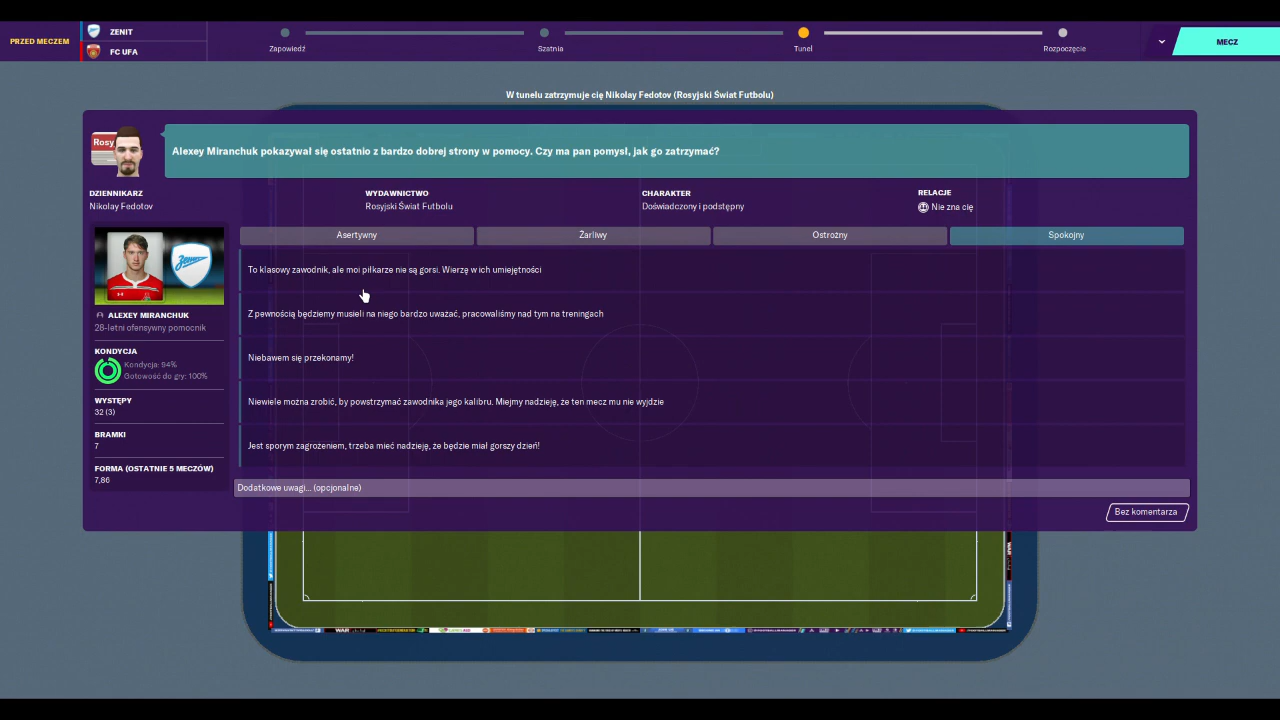 PRZED MECZEM
ZENIT
FC UFA
Zapowiedź
Szatnia
Tunel
Rozpoczęcie
MECZ
W tunelu zatrzymuje cię Nikolay Fedotov (Rosyjski Świat Futbolu)
Rosy
Alexey Miranchuk pokazywał się ostatnio z bardzo dobrej strony w pomocy. Czy ma pan pomysł, jak go zatrzymać?
DZIENNIKARZ
Nikolay Fedotov
WYDAWNICTWO
Rosyjski Świat Futbolu
CHARAKTER
Doświadczony i podstępny
RELACJE
Nie zna cię
Asertywny
Żarliwy
Ostrożny
Spokojny
To klasowy zawodnik, ale moi piłkarze nie są gorsi. Wierzę w ich umiejętności
Z pewnością będziemy musieli na niego bardzo uważać, pracowaliśmy nad tym na treningach
Niebawem się przekonamy!
Niewiele można zrobić, by powstrzymać zawodnika jego kalibru. Miejmy nadzieję, że ten mecz mu nie wyjdzie
Jest sporym zagrożeniem, trzeba mieć nadzieję, że będzie miał gorszy dzień!
ALEXEY MIRANCHUK
26-letni ofensywny pomocnik
KONDYCJA
Kondycja: 94%
Gotowość do gry: 100%
WYSTĘPY
32 (3)
BRAMKI
7
FORMA (OSTATNIE 5 MECZÓW)
7,86
Dodatkowe uwagi... (opcjonalne)
Bez komentarza